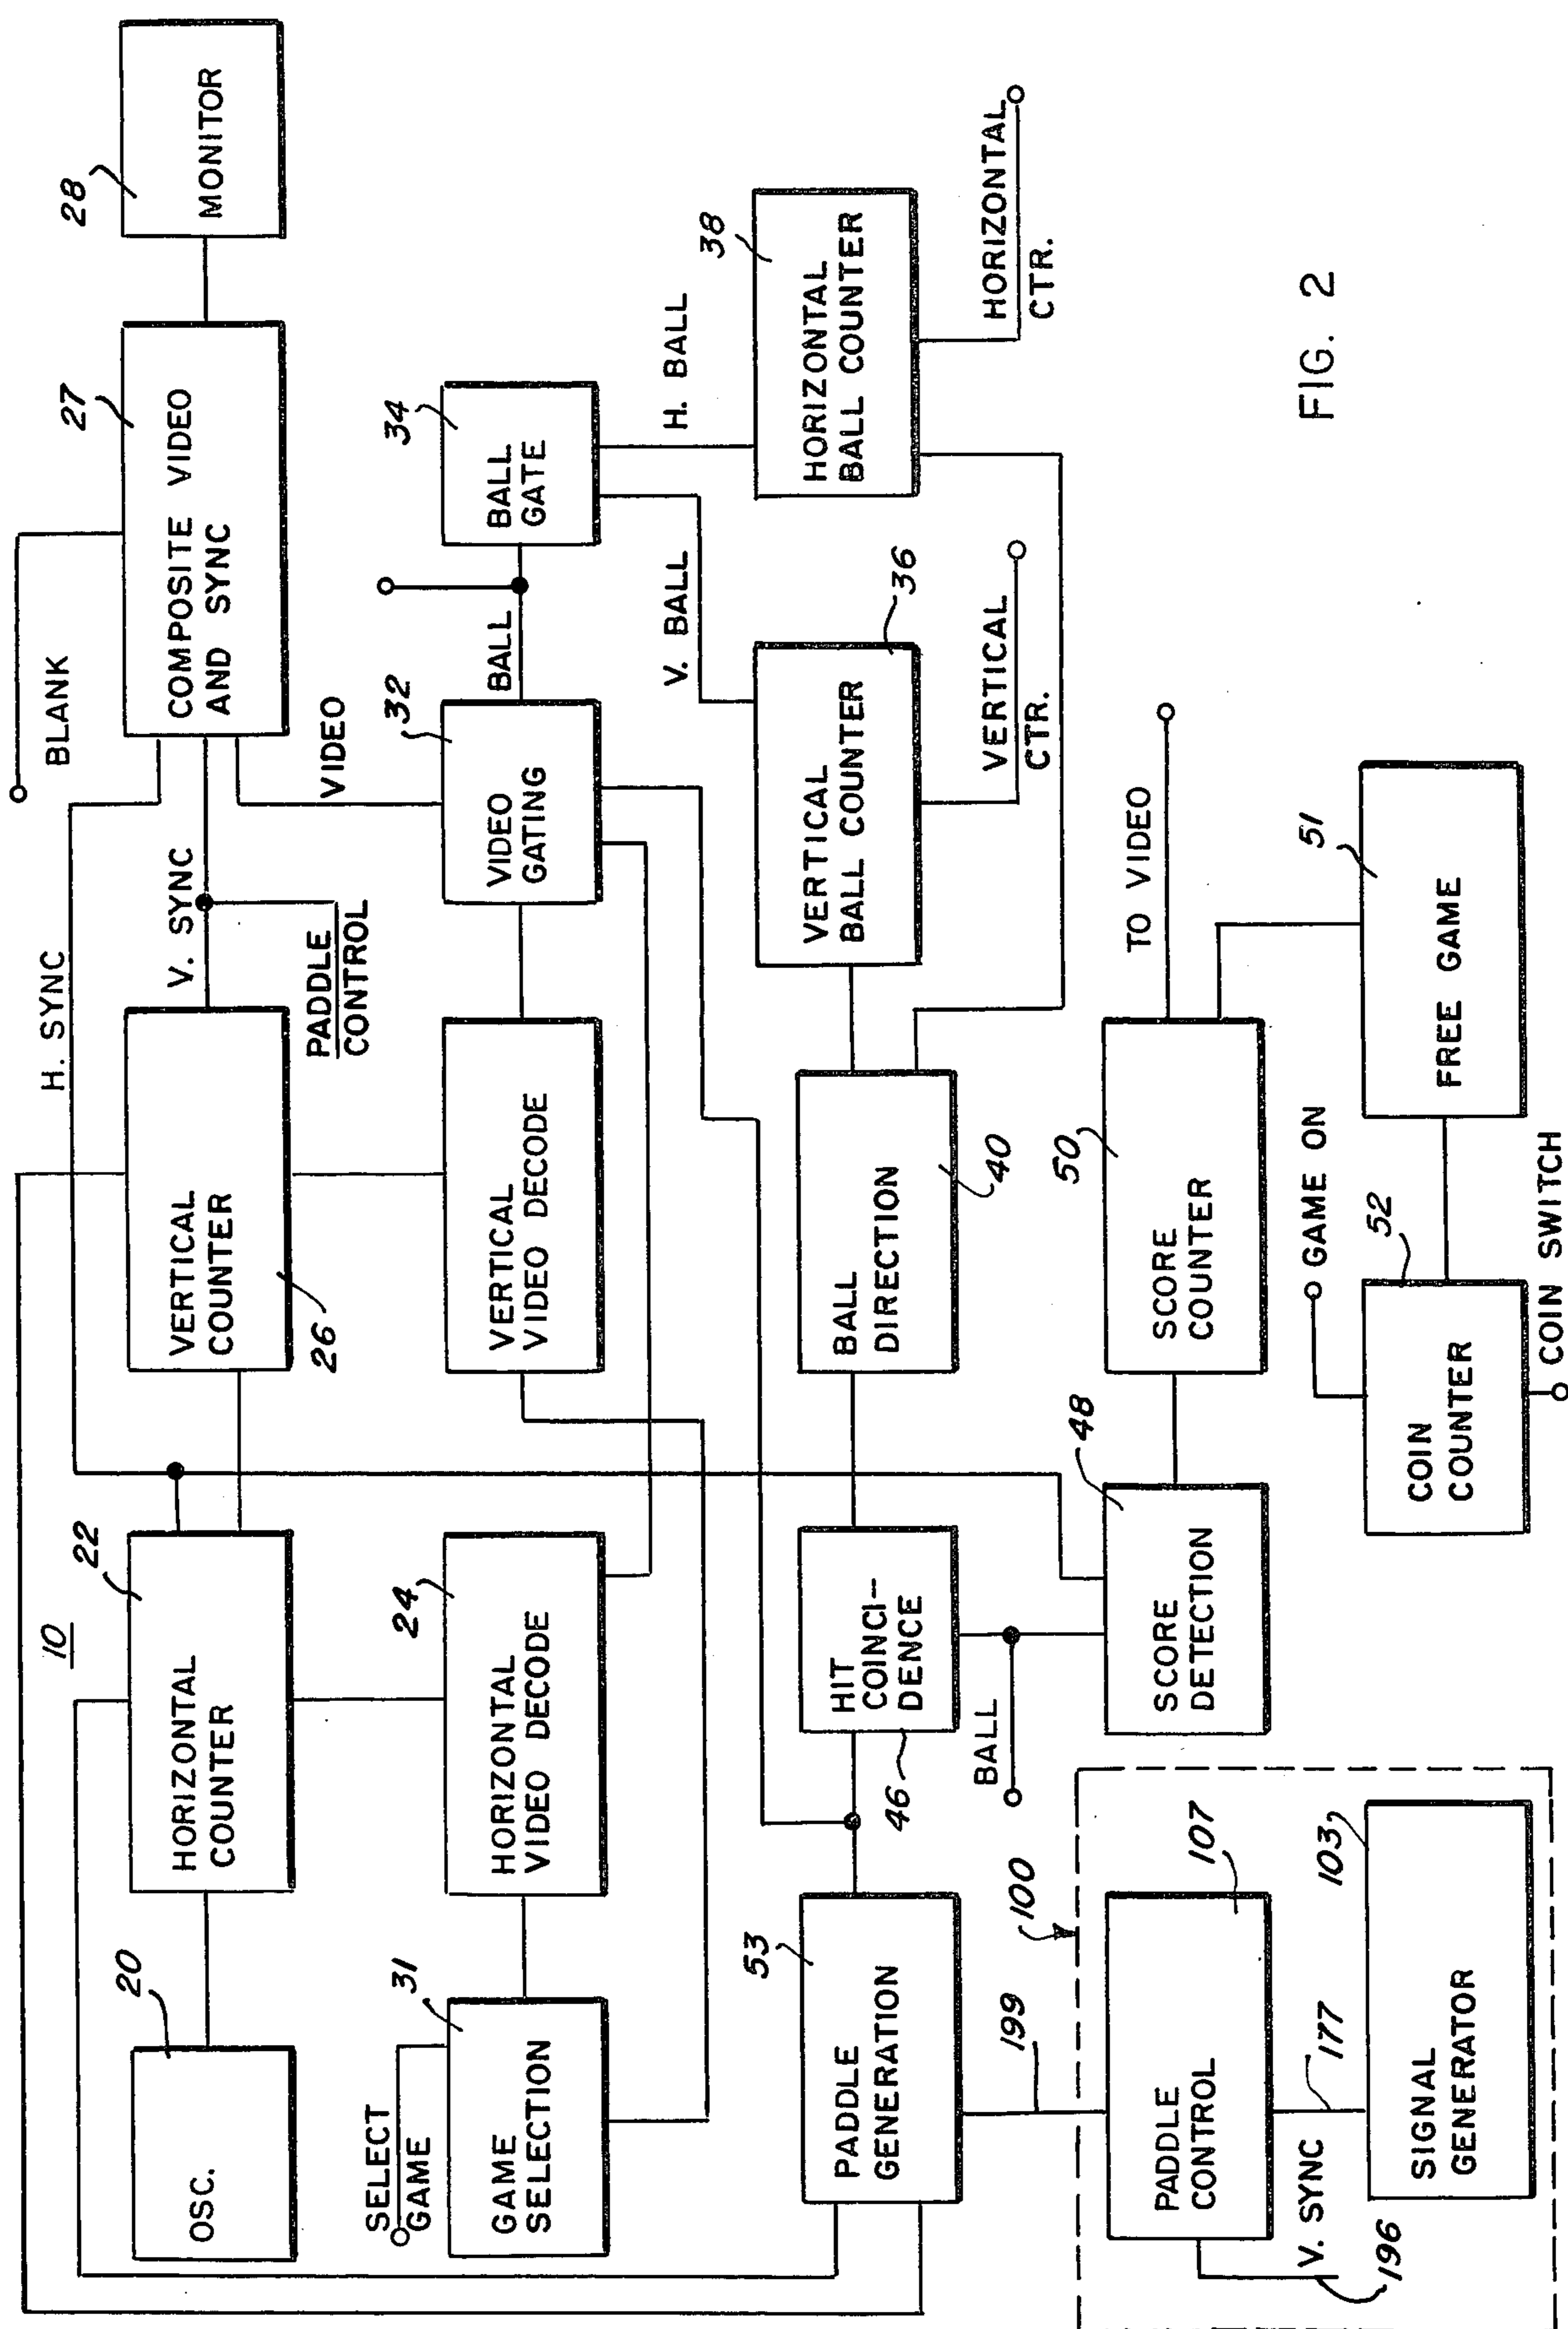 10
20
OSC.
22
HORIZONTAL
COUNTER
H. SYNC
VERTICAL
COUNTER
26
V. SYNC
PADDLE
CONTROL
BLANK
27
COMPOSITE VIDEO
AND SYNC
28
MONITOR
SELECT
GAME
31
GAME
SELECTION
24
HORIZONTAL
VIDEO DECODE
VERTICAL
VIDEO DECODE
VIDEO
32
VIDEO
GATING
BALL
34
BALL
GATE
V. BALL
H. BALL
53
PADDLE
GENERATION
HIT
COINCI-
DENCE
46
BALL
DIRECTION
40
VERTICAL
BALL COUNTER
36
38
HORIZONTAL
BALL COUNTER
VERTICAL
CTR.
HORIZONTAL
CTR.
199
100
BALL
PADDLE
CONTROL
107
48
SCORE
DETECTION
50
SCORE
COUNTER
TO VIDEO
V. SYNC
196
177
103
SIGNAL
GENERATOR
GAME ON
52
COIN
COUNTER
COIN SWITCH
51
FREE GAME
FIG. 2